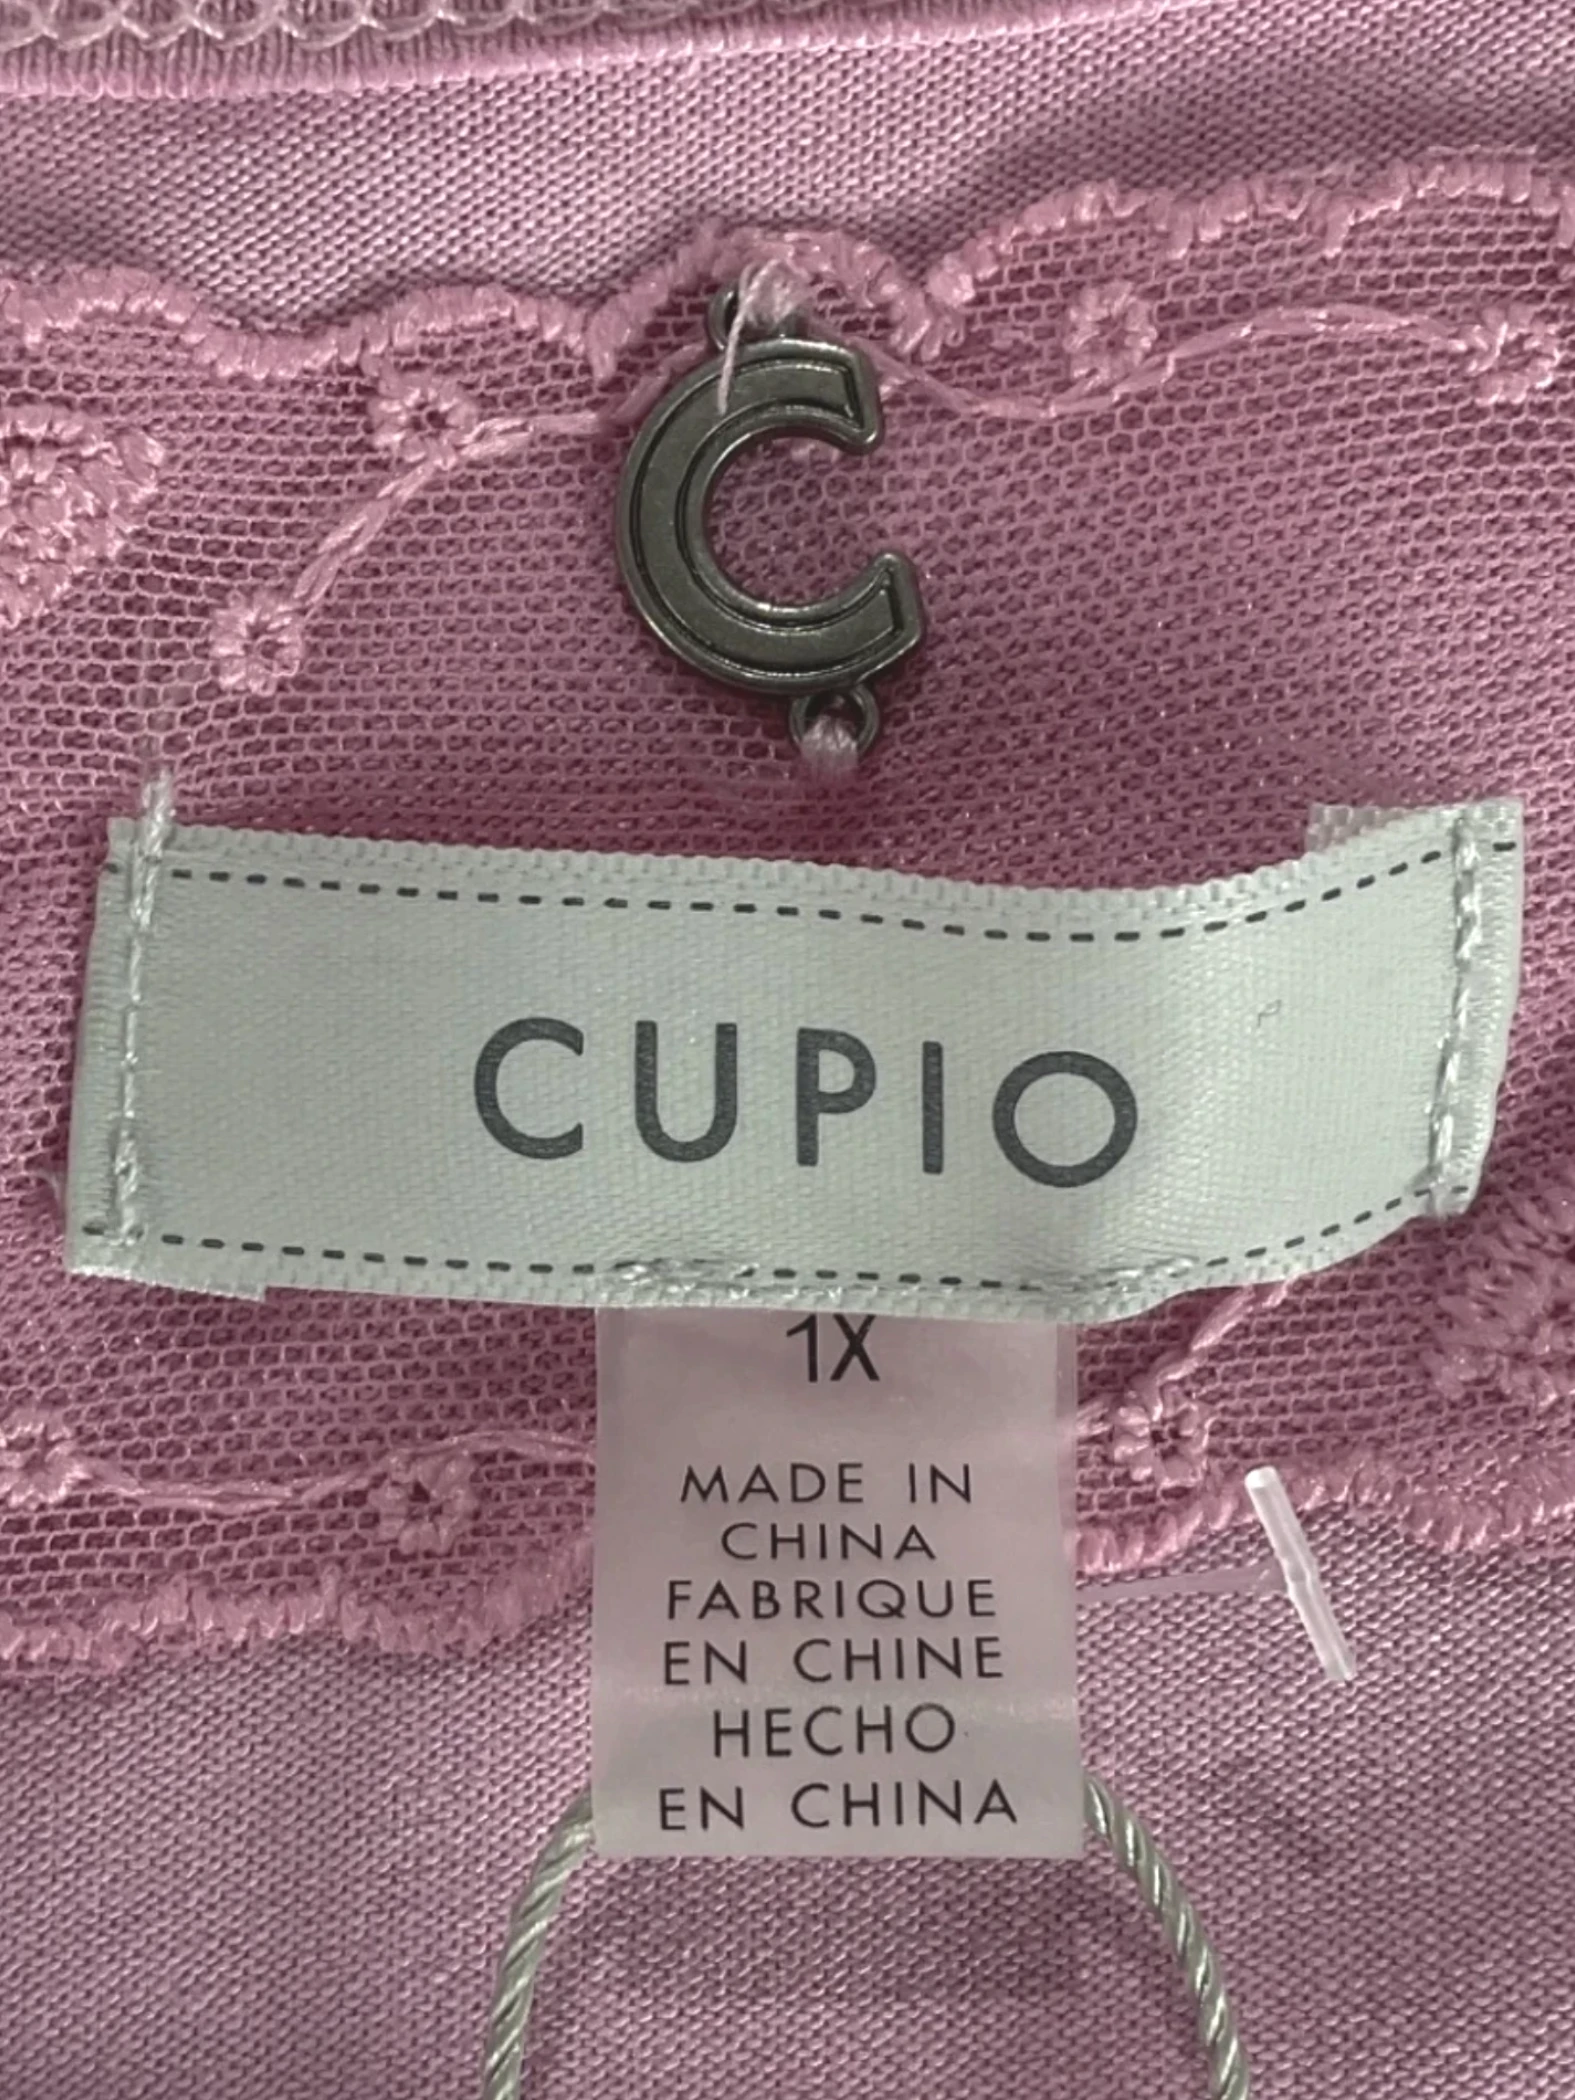 C
CUPIO
1X
MADE IN
CHINA
FABRIQUE
EN CHINE
HECHO
EN CHINA